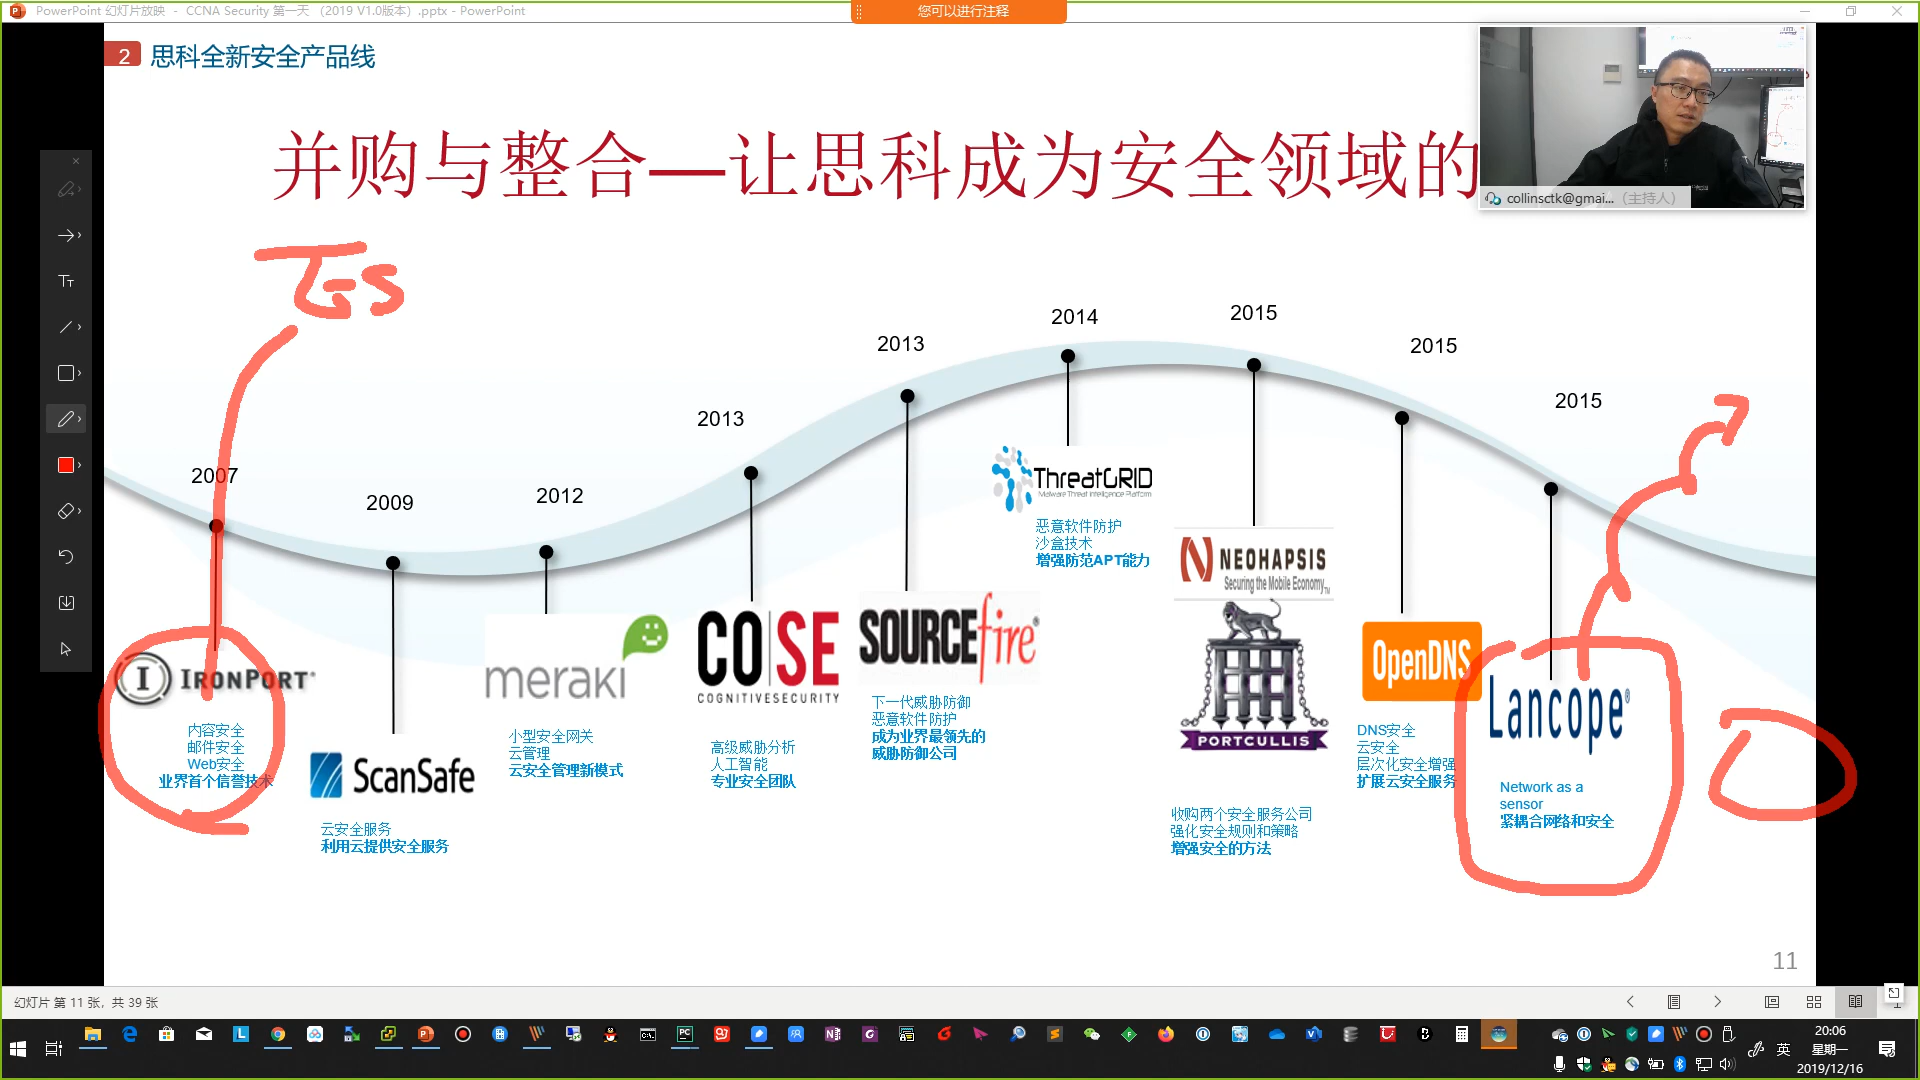 PowerPoint 幻灯片放映 - CCNA Security 第一天 （2019 V1.0版本）.pptx - PowerPoint
您可以进行注释
2 思科全新安全产品线
并购与整合—让思科成为安全领域的
collinsctk@gmai... （主持人）
2007
2009
2012
2013
2013
2014
2015
2015
2015
IRONPORT
内容安全
邮件安全
Web安全
业界首个信誉技术
ScanSafe
云安全服务
利用云提供安全服务
meraki
小型安全网关
云管理
云安全管理新模式
CO|SE
COGNITIVESECURITY
高级威胁分析
人工智能
专业安全团队
SOURCEfire®
下一代威胁防御
恶意软件防护
成为业界最领先的
威胁防御公司
ThreatGRID
Malware Threat Intelligence Platform
恶意软件防护
沙盒技术
增强防范APT能力
NEOHAPSIS
Securing the Mobile Economy™
PORTCULLIS
收购两个安全服务公司
强化安全规则和策略
增强安全的方法
OpenDNS
DNS安全
云安全
层次化安全增强
扩展云安全服务
Lancope®
Network as a
sensor
紧耦合网络和安全
11
幻灯片 第 11 张，共 39 张
英
20:06
星期一
2019/12/16